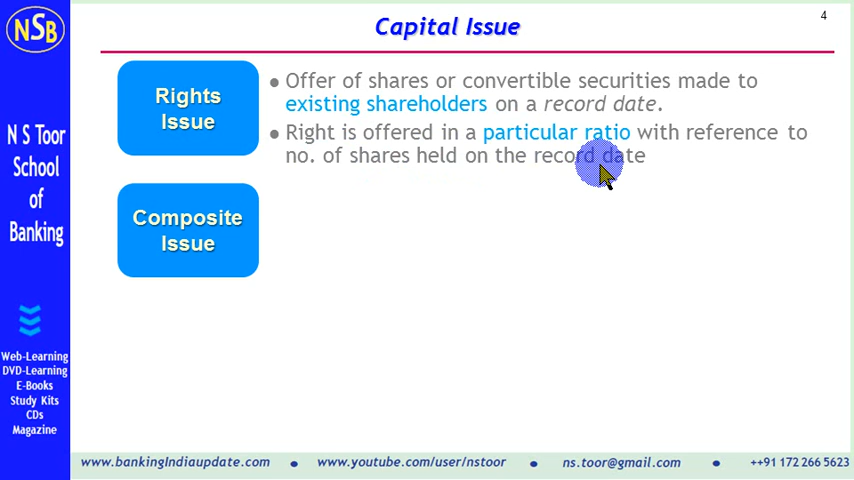 NSB
N S Toor
School
of
Banking
Web-Learning
DVD-Learning
E-Books
Study Kits
CDs
Magazine
Capital Issue
4
Rights
Issue
● Offer of shares or convertible securities made to
existing shareholders on a record date.
● Right is offered in a particular ratio with reference to
no. of shares held on the record date
Composite
Issue
www.bankingIndiaupdate.com ● www.youtube.com/user/nstoor ● ns.toor@gmail.com ● ++91 172 266 5623